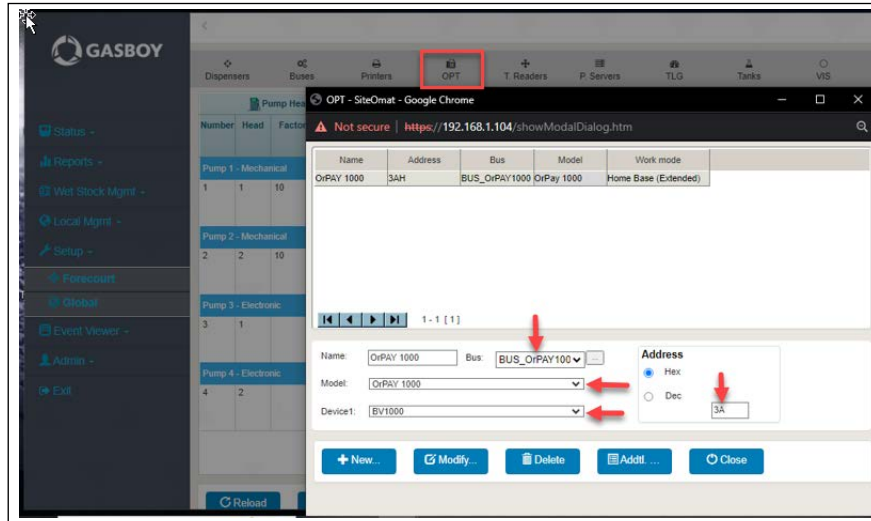 GASBOY
Dispensers Buses Printers OPT T. Readers P. Servers TLG Tanks VIS
Pump Hea
Number Head Factor
Pump 1 - Mechanical
1 1 10
Pump 2 - Mechanical
2 2 10
Pump 3 - Electronic
3 1
Pump 4 - Electronic
4 2
Reload
Status -
Reports -
Wet Stock Mgmt -
Local Mgmt -
Setup -
Forecourt
Global
Event Viewer -
Admin -
Exit
OPT - SiteOmat - Google Chrome
Not secure | https://192.168.1.104/showModalDialog.htm
Name Address Bus Model Work mode
OrPAY 1000 3AH BUS_OrPAY1000 OrPay 1000 Home Base (Extended)
1 - 1 [1]
Name: OrPAY 1000 Bus: BUS_OrPAY100 ...
Model: OrPAY 1000
Device1: BV1000
Address
Hex
Dec
3A
New... Modify... Delete Addtl. ... Close